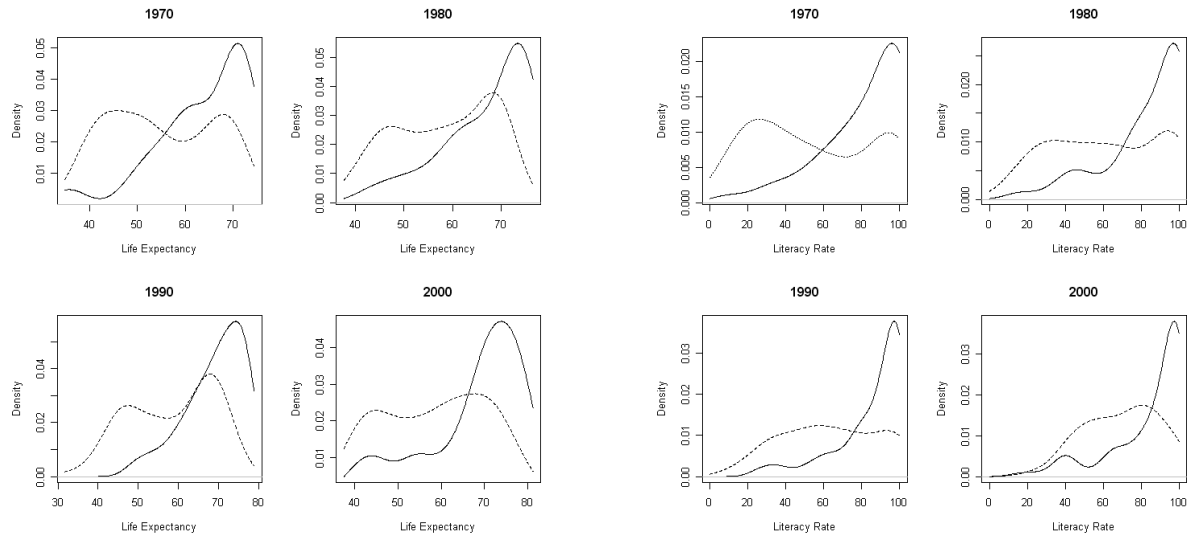 1970
Density
0.01 0.02 0.03 0.04 0.05
40 50 60 70
Life Expectancy
1980
Density
0.00 0.01 0.02 0.03 0.04 0.05
40 50 60 70
Life Expectancy
1970
Density
0.000 0.005 0.010 0.015 0.020
0 20 40 60 80 100
Literacy Rate
1980
Density
0.000 0.010 0.020
0 20 40 60 80 100
Literacy Rate
1990
Density
0.00 0.02 0.04
30 40 50 60 70 80
Life Expectancy
2000
Density
0.01 0.02 0.03 0.04
40 50 60 70 80
Life Expectancy
1990
Density
0.00 0.01 0.02 0.03
0 20 40 60 80 100
Literacy Rate
2000
Density
0.00 0.01 0.02 0.03
0 20 40 60 80 100
Literacy Rate